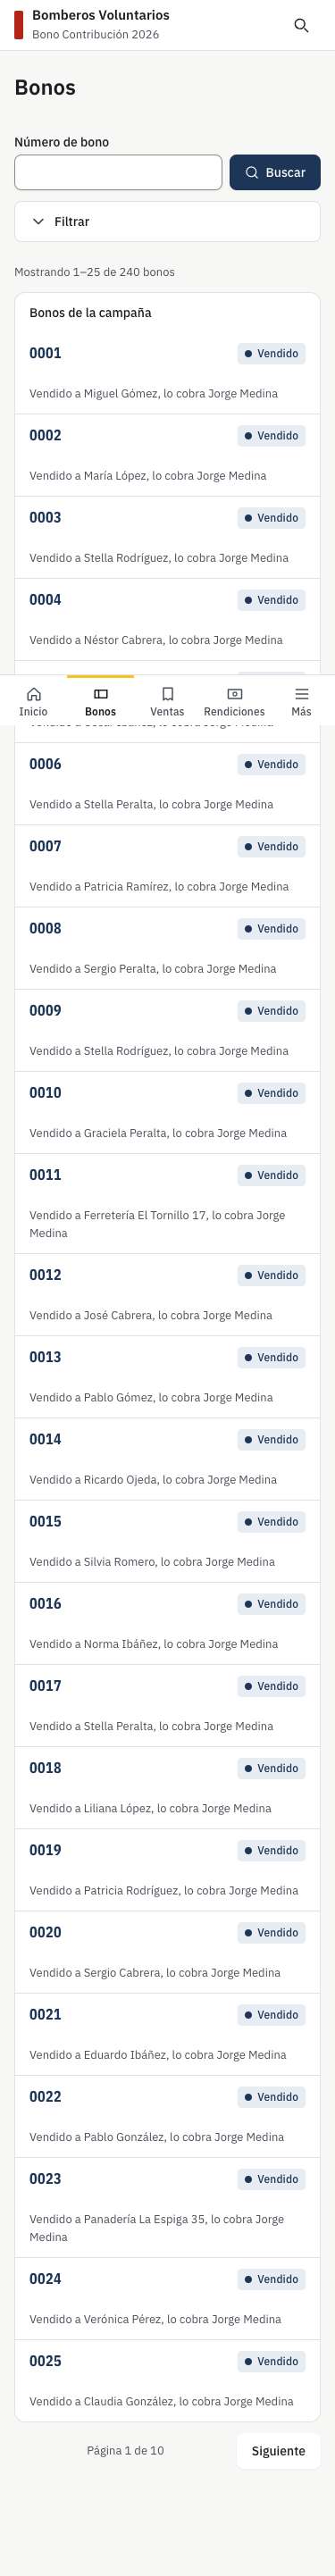 Bomberos Voluntarios
Bono Contribución 2026
Bonos
Número de bono
Buscar
Filtrar
Mostrando 1–25 de 240 bonos
Bonos de la campaña
0001 Vendido
Vendido a Miguel Gómez, lo cobra Jorge Medina
0002 Vendido
Vendido a María López, lo cobra Jorge Medina
0003 Vendido
Vendido a Stella Rodríguez, lo cobra Jorge Medina
0004 Vendido
Vendido a Néstor Cabrera, lo cobra Jorge Medina
Inicio Bonos Ventas Rendiciones Más
0006 Vendido
Vendido a Stella Peralta, lo cobra Jorge Medina
0007 Vendido
Vendido a Patricia Ramírez, lo cobra Jorge Medina
0008 Vendido
Vendido a Sergio Peralta, lo cobra Jorge Medina
0009 Vendido
Vendido a Stella Rodríguez, lo cobra Jorge Medina
0010 Vendido
Vendido a Graciela Peralta, lo cobra Jorge Medina
0011 Vendido
Vendido a Ferretería El Tornillo 17, lo cobra Jorge
Medina
0012 Vendido
Vendido a José Cabrera, lo cobra Jorge Medina
0013 Vendido
Vendido a Pablo Gómez, lo cobra Jorge Medina
0014 Vendido
Vendido a Ricardo Ojeda, lo cobra Jorge Medina
0015 Vendido
Vendido a Silvia Romero, lo cobra Jorge Medina
0016 Vendido
Vendido a Norma Ibáñez, lo cobra Jorge Medina
0017 Vendido
Vendido a Stella Peralta, lo cobra Jorge Medina
0018 Vendido
Vendido a Liliana López, lo cobra Jorge Medina
0019 Vendido
Vendido a Patricia Rodríguez, lo cobra Jorge Medina
0020 Vendido
Vendido a Sergio Cabrera, lo cobra Jorge Medina
0021 Vendido
Vendido a Eduardo Ibáñez, lo cobra Jorge Medina
0022 Vendido
Vendido a Pablo González, lo cobra Jorge Medina
0023 Vendido
Vendido a Panadería La Espiga 35, lo cobra Jorge
Medina
0024 Vendido
Vendido a Verónica Pérez, lo cobra Jorge Medina
0025 Vendido
Vendido a Claudia González, lo cobra Jorge Medina
Página 1 de 10
Siguiente